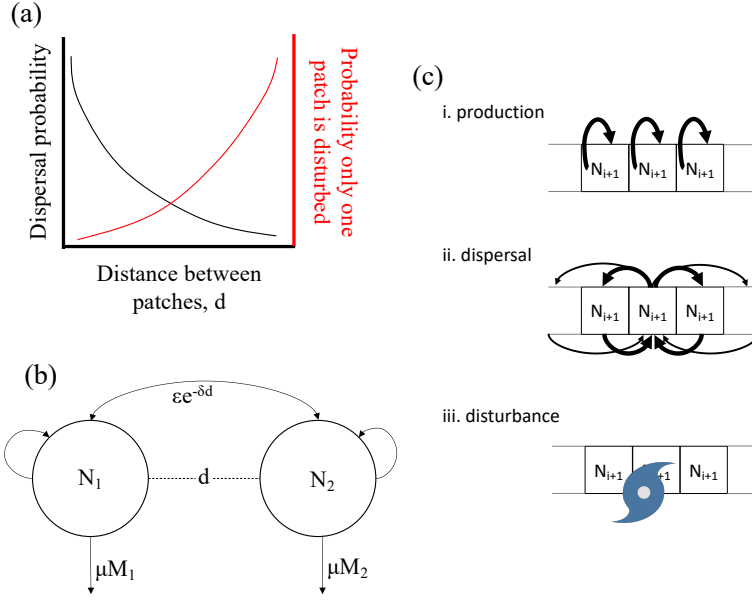 (a)
Dispersal probability
Probability only one
patch is disturbed
Distance between
patches, d
(b)
εe-δd
N1
d
N2
μM1
μM2
(c)
i. production
Ni+1
Ni+1
Ni+1
ii. dispersal
Ni+1
Ni+1
Ni+1
iii. disturbance
Ni+1
i+1
Ni+1